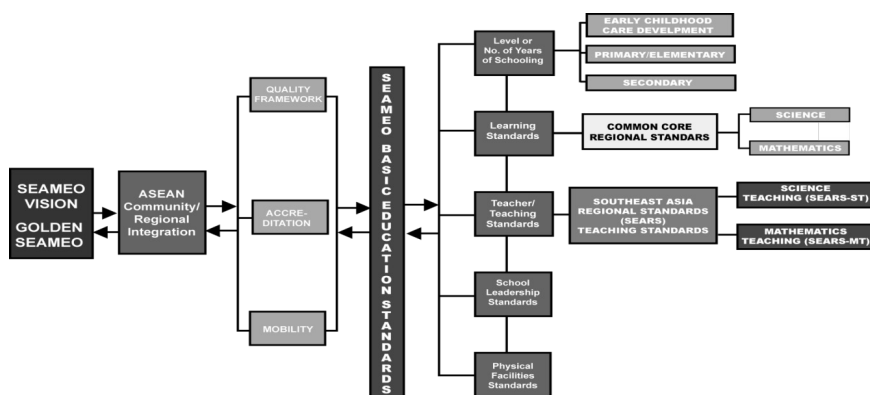 SEAMEO
VISION
GOLDEN
SEAMEO
ASEAN
Community/
Regional
Integration
QUALITY
FRAMEWORK
ACCRE-
DITATION
MOBILITY
SEAMEO BASIC EDUCATION STANDARDS
Level or
No. of Years
of Schooling
EARLY CHILDHOOD
CARE DEVELPMENT
PRIMARY/ELEMENTARY
SECONDARY
Learning
Standards
COMMON CORE
REGIONAL STANDARS
SCIENCE
MATHEMATICS
Teacher/
Teaching
Standards
SOUTHEAST ASIA
REGIONAL STANDARDS
(SEARS)
TEACHING STANDARDS
SCIENCE
TEACHING (SEARS-ST)
MATHEMATICS
TEACHING (SEARS-MT)
School
Leadership
Standards
Physical
Facilities
Standards